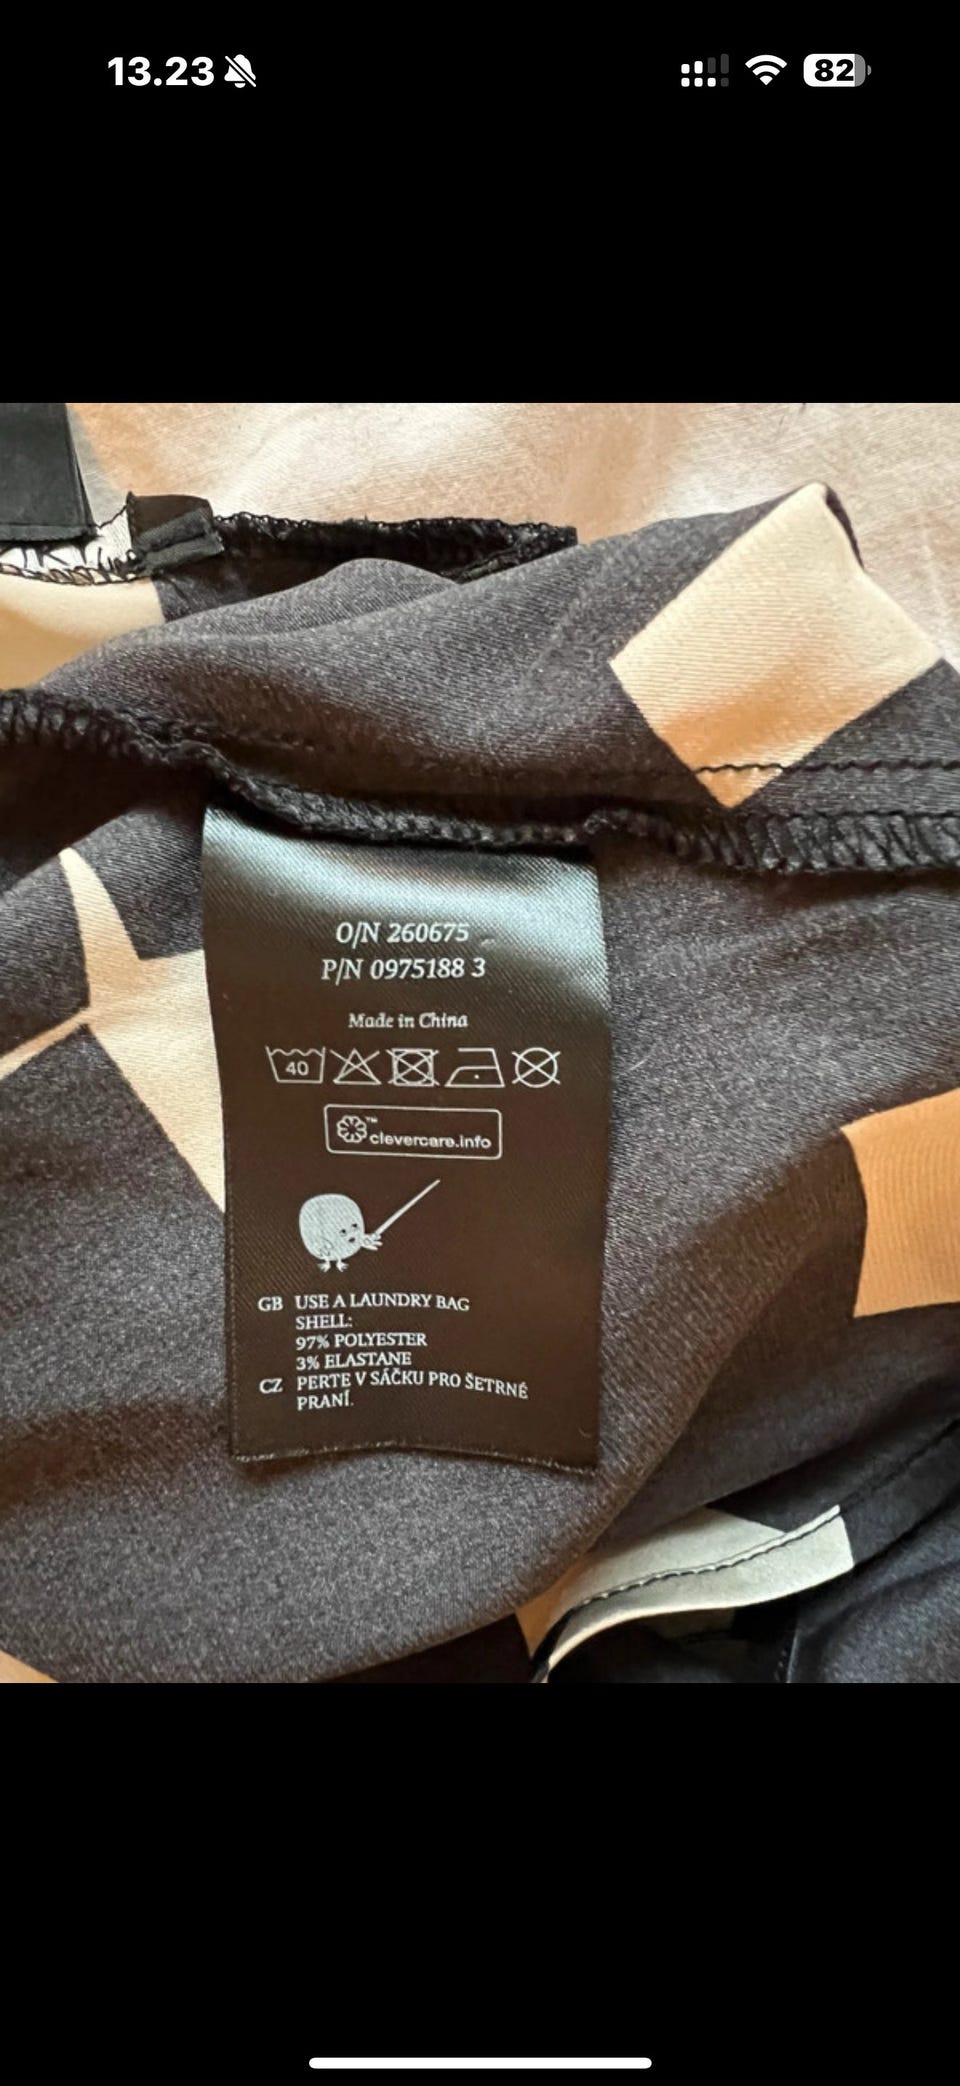 13.23
82
O/N 260675
P/N 0975188 3
Made in China
40
™
clevercare.info
GB USE A LAUNDRY BAG
SHELL:
97% POLYESTER
3% ELASTANE
CZ PERTE V SÁČKU PRO ŠETRNÉ
PRANÍ.